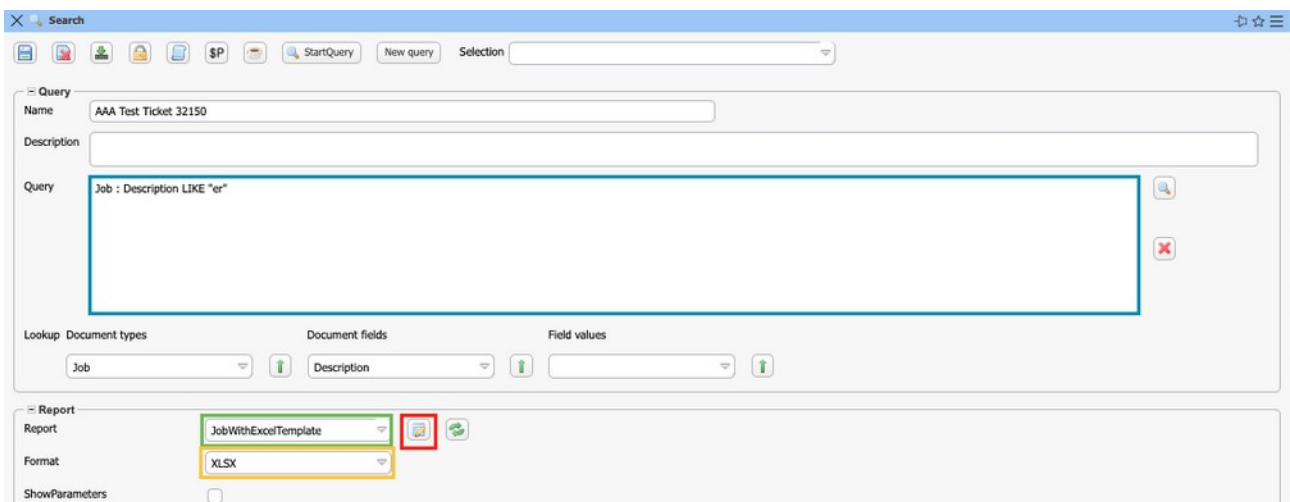 Search
$P StartQuery New query Selection
Query
Name AAA Test Ticket 32150
Description
Query Job : Description LIKE "er"
Lookup Document types Document fields Field values
Job Description
Report
Report JobWithExcelTemplate
Format XLSX
ShowParameters